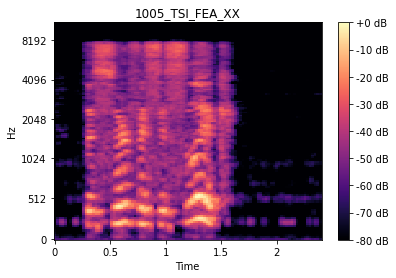 1005_TSI_FEA_XX
8192
4096
2048
1024
512
0
Hz
0
0.5
1
1.5
2
Time
+0 dB
-10 dB
-20 dB
-30 dB
-40 dB
-50 dB
-60 dB
-70 dB
-80 dB